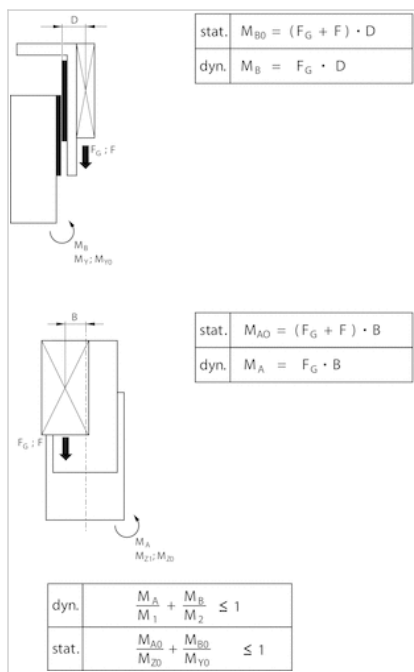 D
stat. M_B0 = (F_G + F) · D
dyn. M_B = F_G · D
F_G ; F
M_B
M_Y ; M_Y0
B
stat. M_AO = (F_G + F) · B
dyn. M_A = F_G · B
F_G ; F
M_A
M_Z1 ; M_Z0
dyn. M_A/M_1 + M_B/M_2 ≤ 1
stat. M_A0/M_Z0 + M_B0/M_Y0 ≤ 1